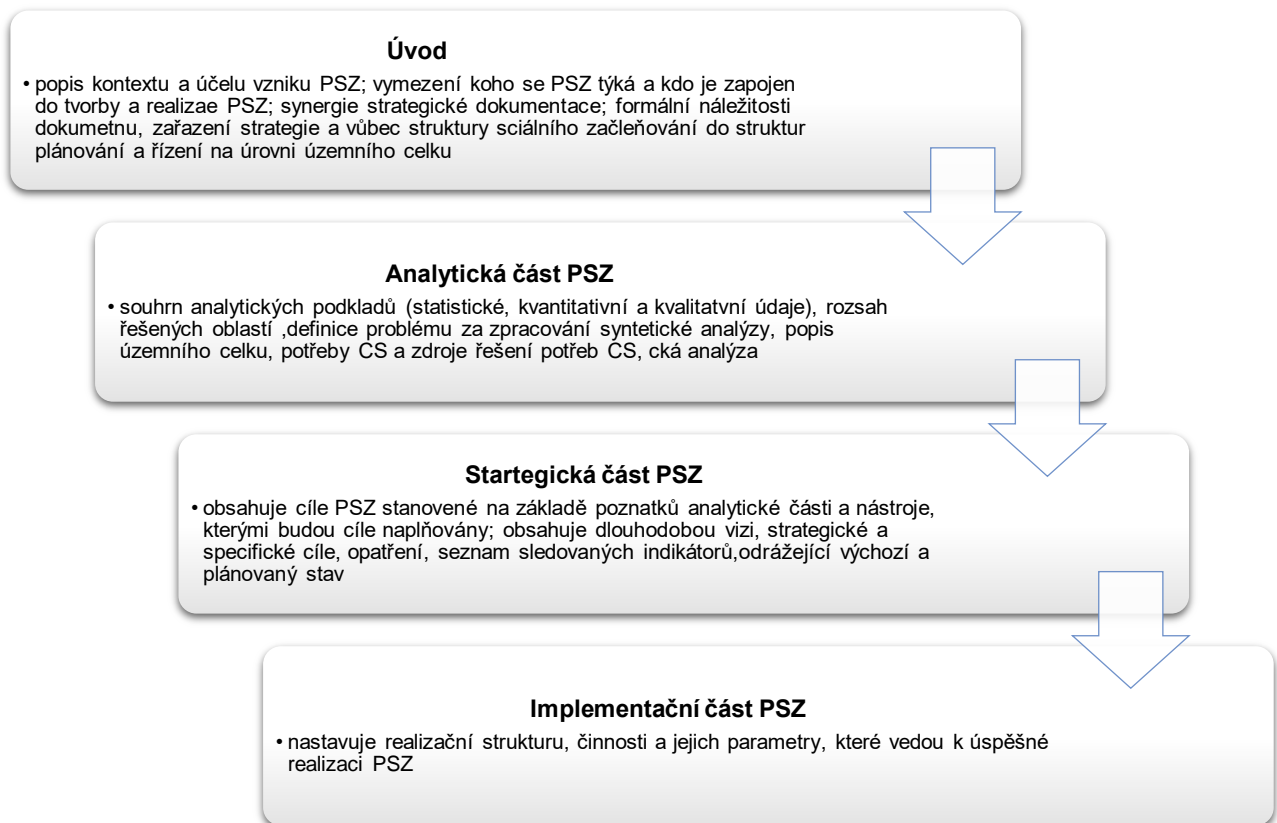 Úvod
• popis kontextu a účelu vzniku PSZ; vymezení koho se PSZ týká a kdo je zapojen
do tvorby a realizae PSZ; synergie strategické dokumentace; formální náležitosti
dokumetnu, zařazení strategie a vůbec struktury sciálního začleňování do struktur
plánování a řízení na úrovni územního celku
Analytická část PSZ
• souhrn analytických podkladů (statistické, kvantitativní a kvalitatvní údaje), rozsah
řešených oblastí ,definice problému za zpracování syntetické analýzy, popis
územního celku, potřeby CS a zdroje řešení potřeb CS, cká analýza
Startegická část PSZ
• obsahuje cíle PSZ stanovené na základě poznatků analytické části a nástroje,
kterými budou cíle naplňovány; obsahuje dlouhodobou vizi, strategické a
specifické cíle, opatření, seznam sledovaných indikátorů,odrážející výchozí a
plánovaný stav
Implementační část PSZ
• nastavuje realizační strukturu, činnosti a jejich parametry, které vedou k úspěšné
realizaci PSZ